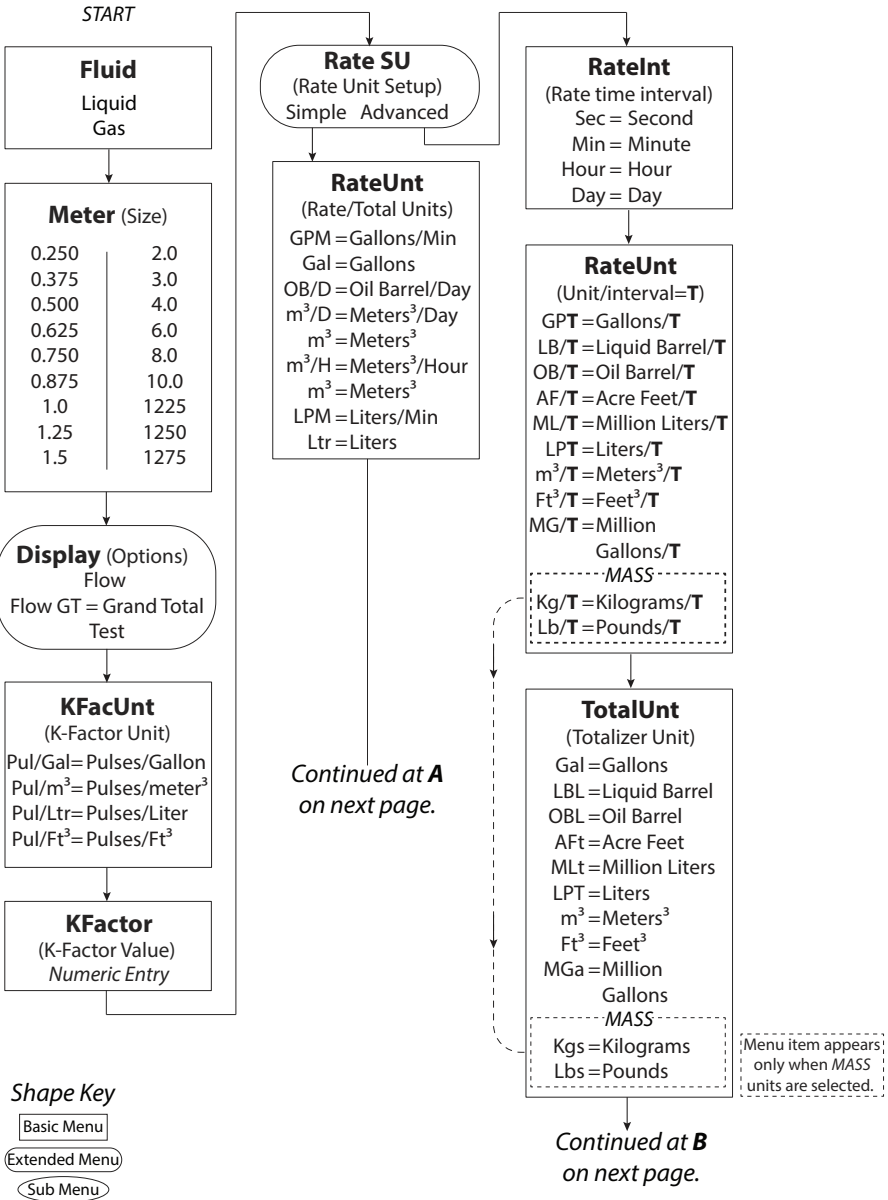 START
Fluid
Liquid
Gas
Meter (Size)
0.250 2.0
0.375 3.0
0.500 4.0
0.625 6.0
0.750 8.0
0.875 10.0
1.0 1225
1.25 1250
1.5 1275
Display (Options)
Flow
Flow GT = Grand Total
Test
KFacUnt
(K-Factor Unit)
Pul/Gal= Pulses/Gallon
Pul/m³= Pulses/meter³
Pul/Ltr= Pulses/Liter
Pul/Ft³= Pulses/Ft³
KFactor
(K-Factor Value)
Numeric Entry
Shape Key
Basic Menu
Extended Menu
Sub Menu
Rate SU
(Rate Unit Setup)
Simple Advanced
RateUnt
(Rate/Total Units)
GPM =Gallons/Min
Gal =Gallons
OB/D =Oil Barrel/Day
m³/D =Meters³/Day
m³ =Meters³
m³/H =Meters³/Hour
m³ =Meters³
LPM =Liters/Min
Ltr =Liters
Continued at A
on next page.
RateInt
(Rate time interval)
Sec = Second
Min = Minute
Hour = Hour
Day = Day
RateUnt
(Unit/interval=T)
GPT =Gallons/T
LB/T =Liquid Barrel/T
OB/T =Oil Barrel/T
AF/T =Acre Feet/T
ML/T =Million Liters/T
LPT =Liters/T
m³/T =Meters³/T
Ft³/T =Feet³/T
MG/T =Million
Gallons/T
MASS
Kg/T =Kilograms/T
Lb/T =Pounds/T
TotalUnt
(Totalizer Unit)
Gal =Gallons
LBL =Liquid Barrel
OBL =Oil Barrel
AFt =Acre Feet
MLt =Million Liters
LPT =Liters
m³ =Meters³
Ft³ =Feet³
MGa =Million
Gallons
MASS
Kgs =Kilograms
Lbs =Pounds
Menu item appears
only when MASS
units are selected.
Continued at B
on next page.